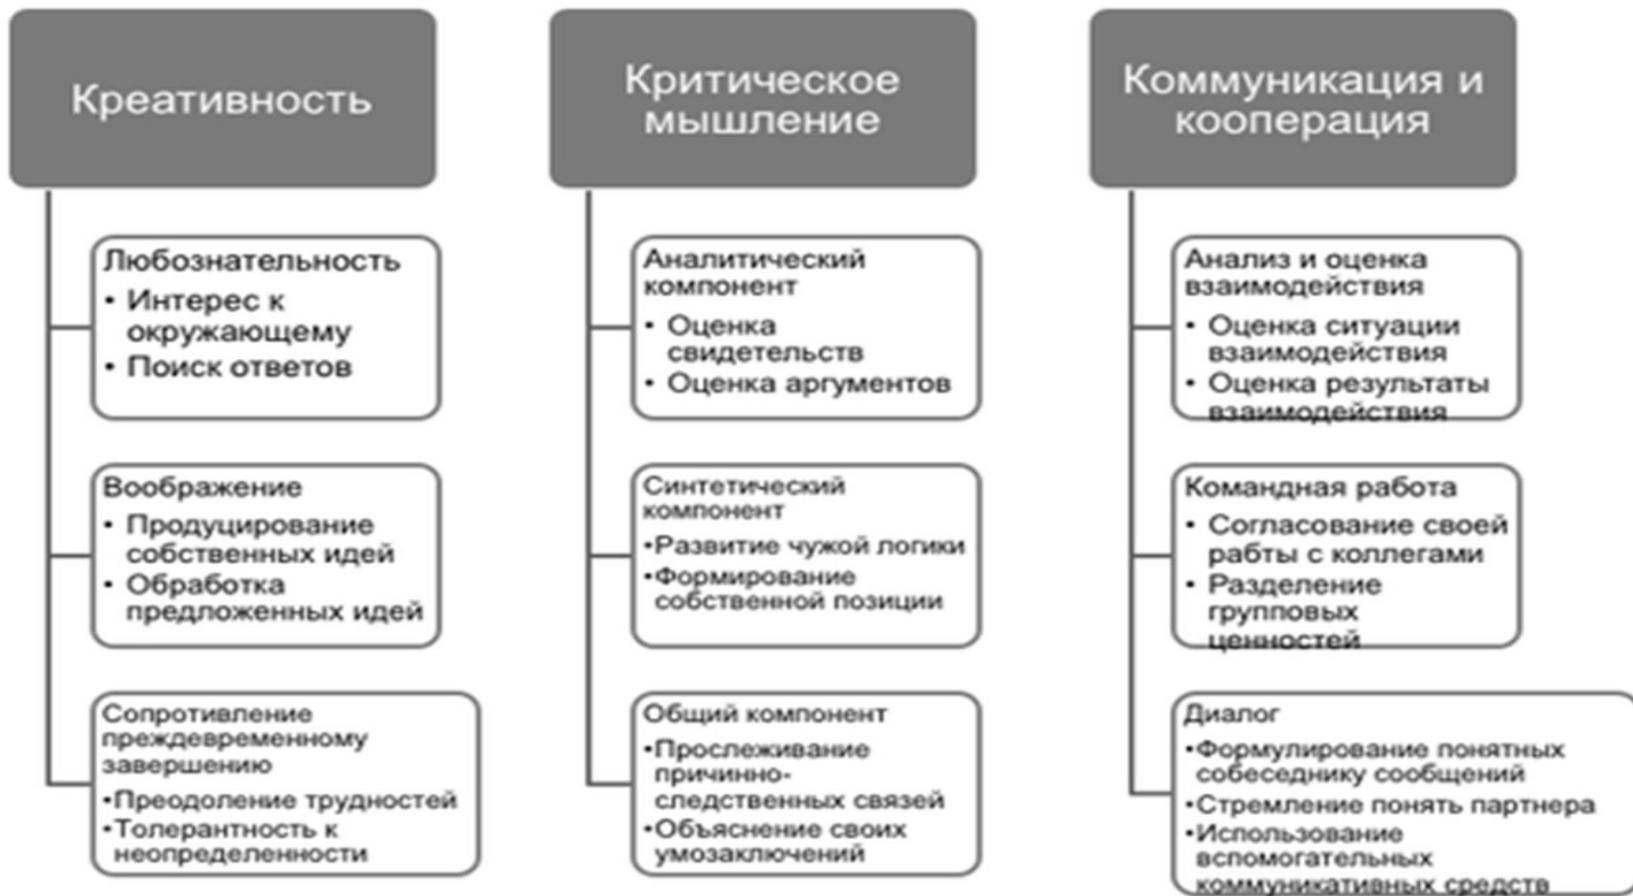 Креативность
Любознательность
• Интерес к
окружающему
• Поиск ответов
Воображение
• Продуцирование
собственных идей
• Обработка
предложенных идей
Сопротивление
преждевременному
завершению
•Преодоление трудностей
•Толерантность к
неопределенности
Критическое
мышление
Аналитический
компонент
• Оценка
свидетельств
• Оценка аргументов
Синтетический
компонент
•Развитие чужой логики
•Формирование
собственной позиции
Общий компонент
•Прослеживание
причинно-
следственных связей
•Объяснение своих
умозаключений
Коммуникация и
кооперация
Анализ и оценка
взаимодействия
• Оценка ситуации
взаимодействия
• Оценка результаты
взаимодействия
Командная работа
• Согласование своей
рабты с коллегами
• Разделение
групповых
ценностей
Диалог
•Формулирование понятных
собеседнику сообщений
•Стремление понять партнера
•Использование
вспомогательных
коммуникативных средств